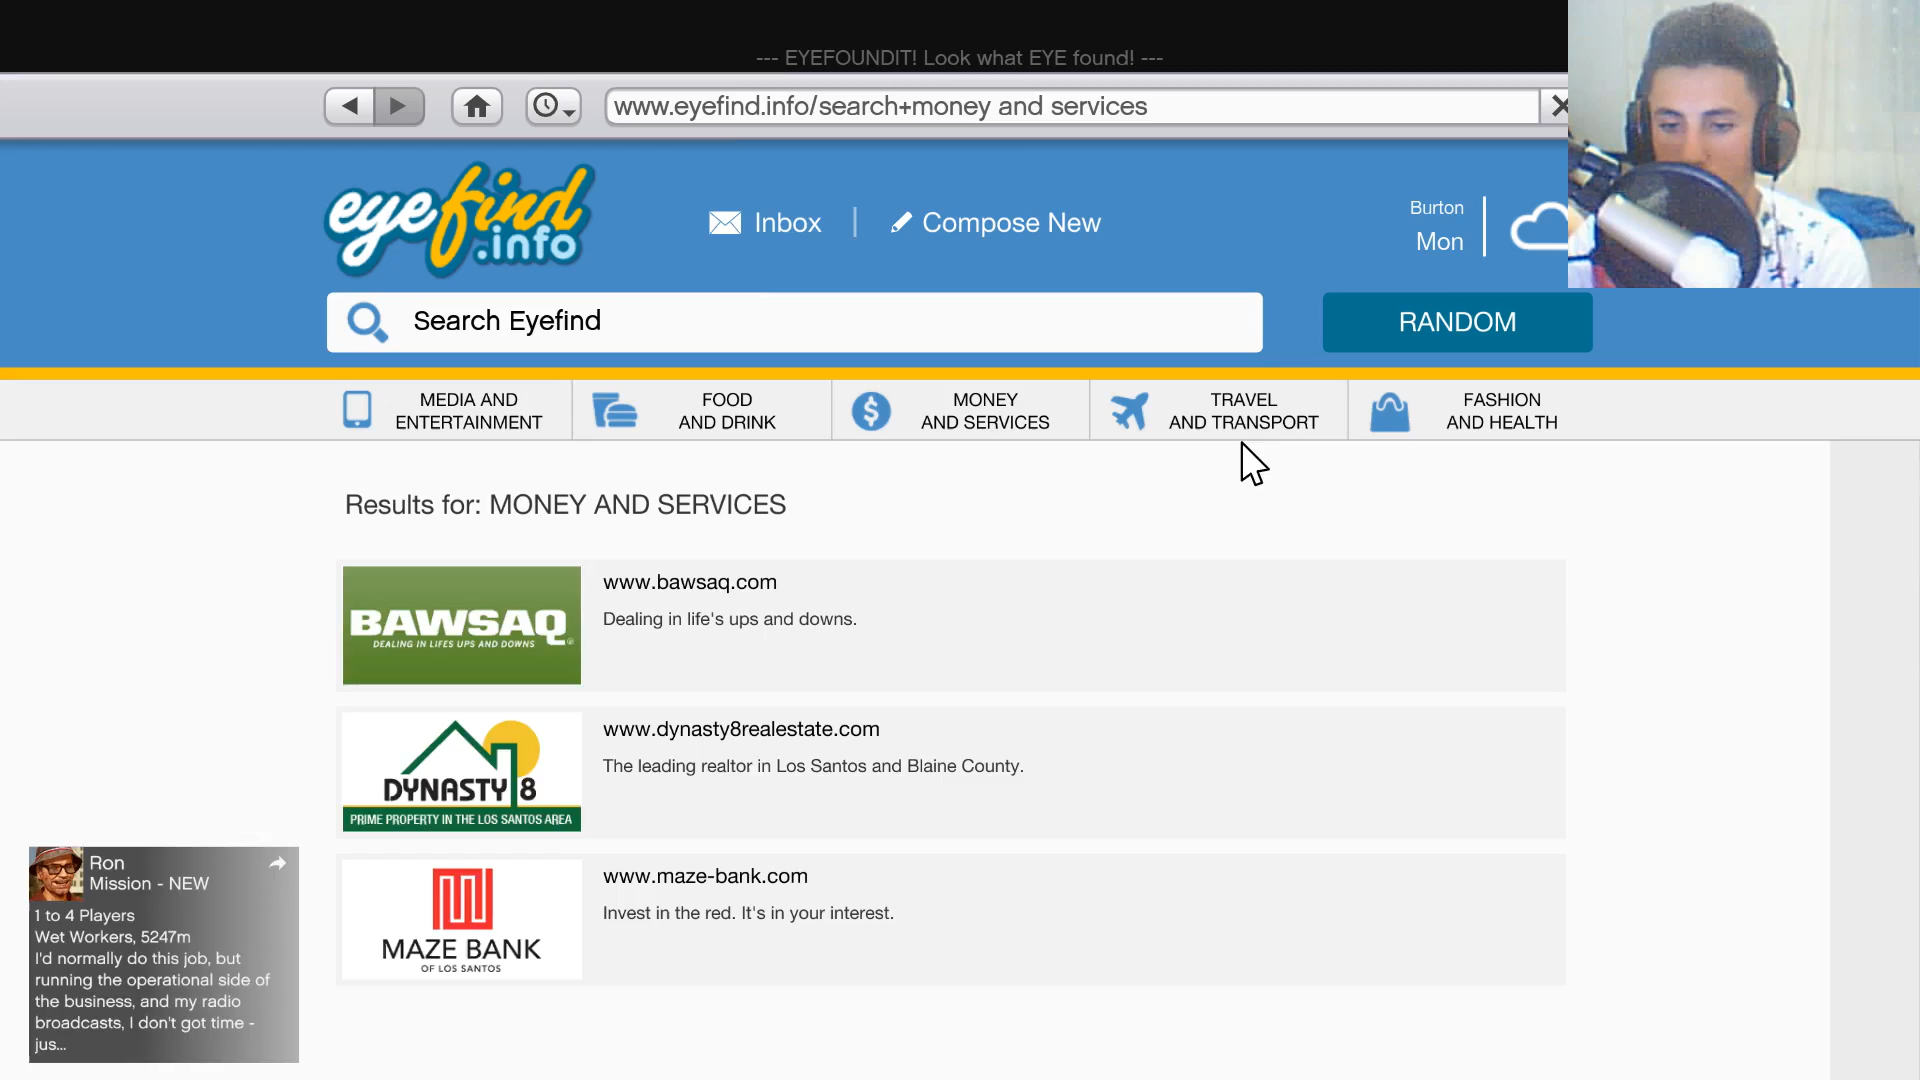 --- EYEFOUNDIT! Look what EYE found! ---
www.eyefind.info/search+money and services
eyefind
.info
Inbox
Compose New
Burton
Mon
Search Eyefind
RANDOM
MEDIA AND
ENTERTAINMENT
FOOD
AND DRINK
MONEY
AND SERVICES
TRAVEL
AND TRANSPORT
FASHION
AND HEALTH
Results for: MONEY AND SERVICES
BAWSAQ
DEALING IN LIFES UPS AND DOWNS
www.bawsaq.com
Dealing in life's ups and downs.
DYNASTY 8
PRIME PROPERTY IN THE LOS SANTOS AREA
www.dynasty8realestate.com
The leading realtor in Los Santos and Blaine County.
MAZE BANK
OF LOS SANTOS
www.maze-bank.com
Invest in the red. It's in your interest.
Ron
Mission - NEW
1 to 4 Players
Wet Workers, 5247m
I'd normally do this job, but
running the operational side of
the business, and my radio
broadcasts, I don't got time -
jus...